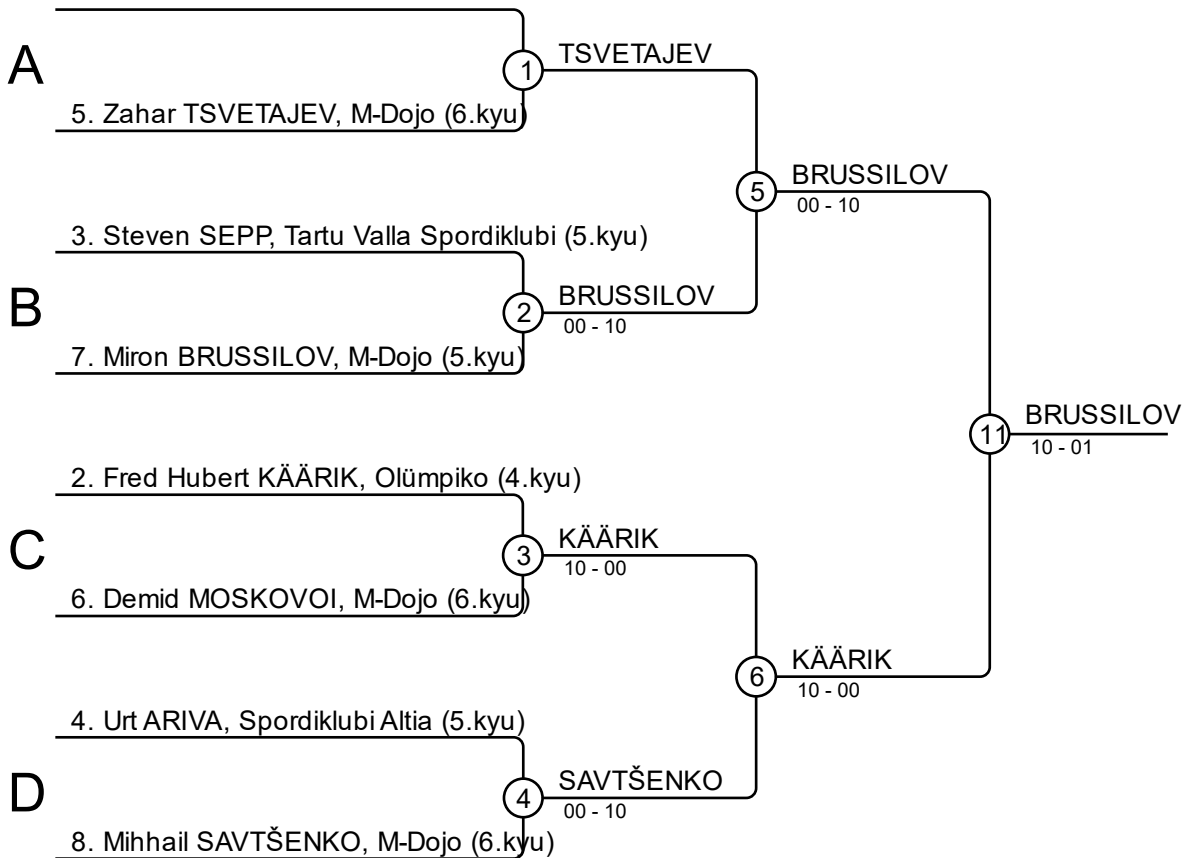 A
1
TSVETAJEV
5. Zahar TSVETAJEV, M-Dojo (6.kyu)
5
BRUSSILOV
00 - 10
3. Steven SEPP, Tartu Valla Spordiklubi (5.kyu)
B
2
BRUSSILOV
00 - 10
7. Miron BRUSSILOV, M-Dojo (5.kyu)
11
BRUSSILOV
10 - 01
2. Fred Hubert KÄÄRIK, Olümpiko (4.kyu)
C
3
KÄÄRIK
10 - 00
6. Demid MOSKOVOI, M-Dojo (6.kyu)
6
KÄÄRIK
10 - 00
4. Urt ARIVA, Spordiklubi Altia (5.kyu)
D
4
SAVTŠENKO
00 - 10
8. Mihhail SAVTŠENKO, M-Dojo (6.kyu)